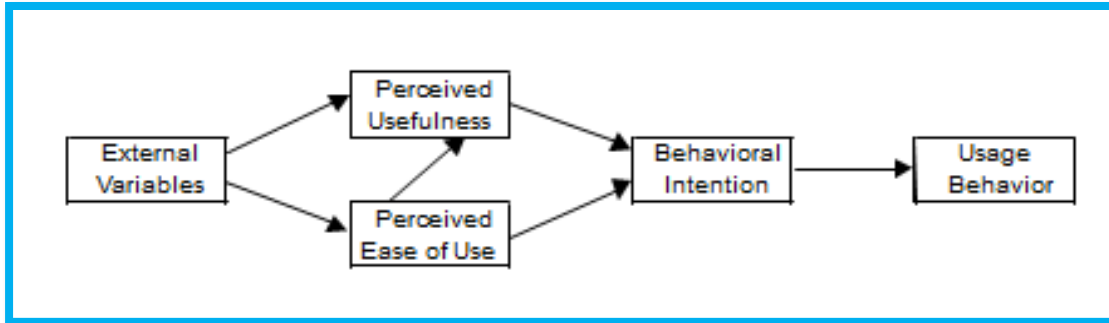 Perceived
Usefulness
External
Variables
Behavioral
Intention
Usage
Behavior
Perceived
Ease of Use